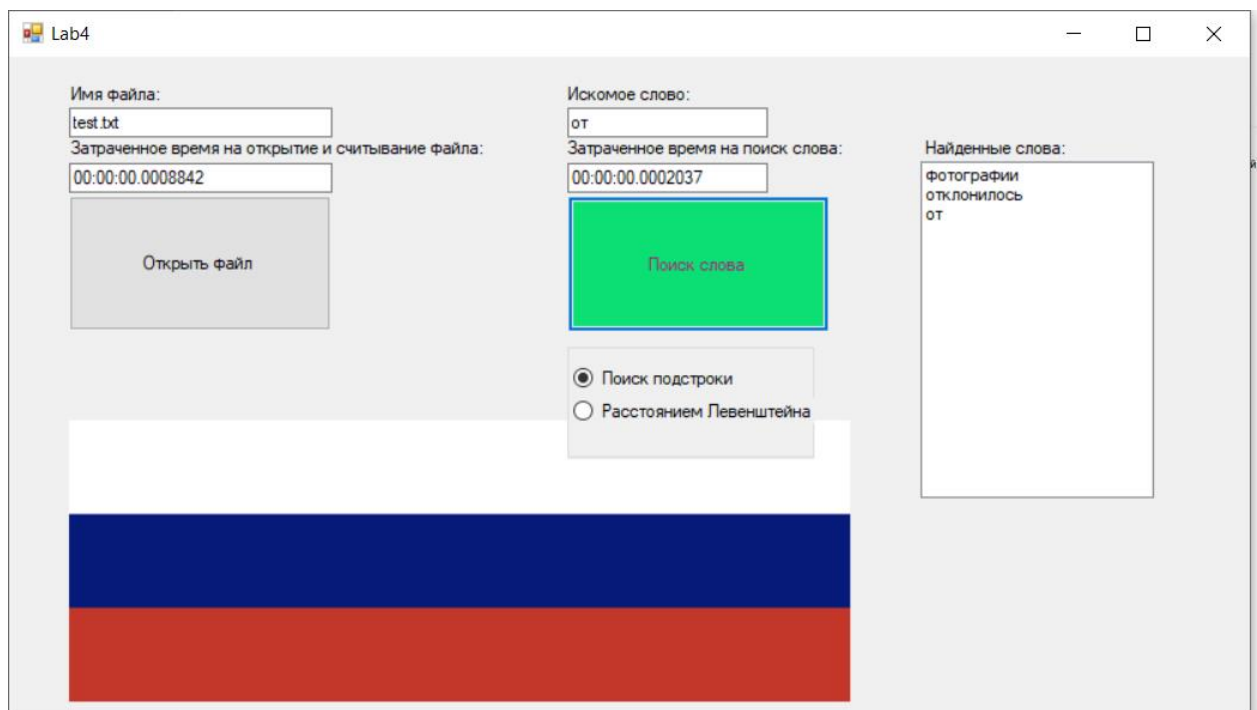 Lab4
Имя файла:
test.txt
Затраченное время на открытие и считывание файла:
00:00:00.0008842
Открыть файл
Искомое слово:
от
Затраченное время на поиск слова:
00:00:00.0002037
Поиск слова
Поиск подстроки
Расстоянием Левенштейна
Найденные слова:
фотографии
отклонилось
от